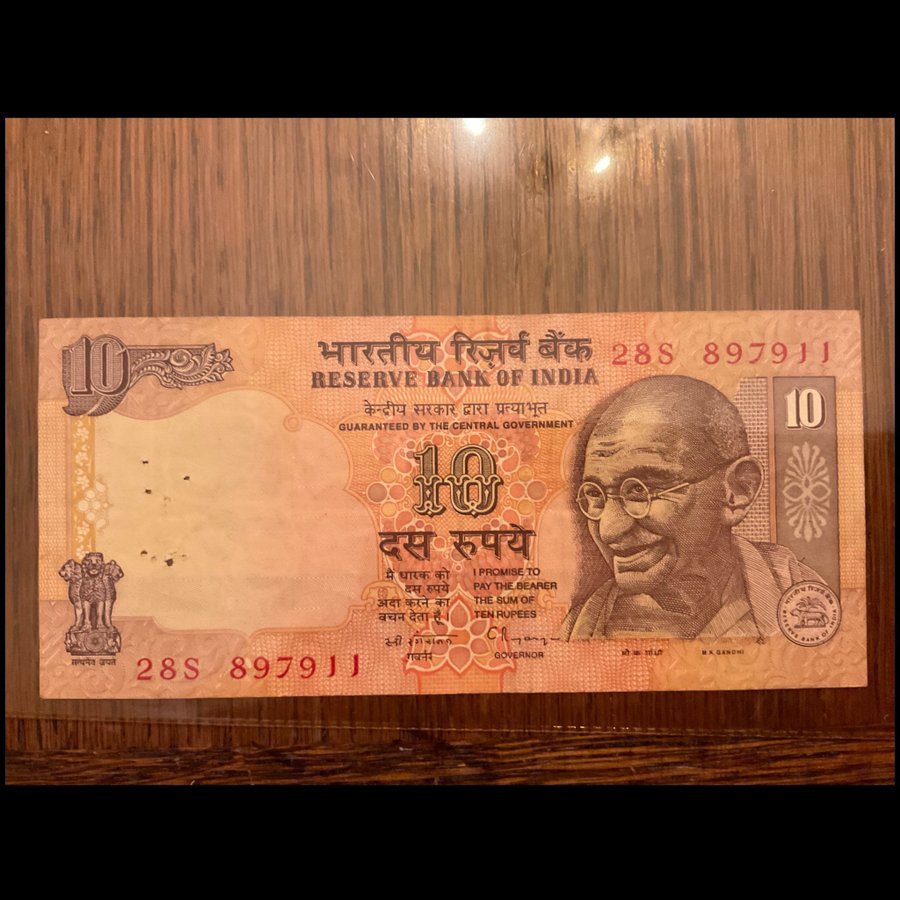 10
भारतीय रिज़र्व बैंक 28S 897911
RESERVE BANK OF INDIA
केन्दीय सरकार द्वारा प्रत्याभूत
GUARANTEED BY THE CENTRAL GOVERNMENT
10
10
दस रुपये
मैं धारक को
दस रुपये
अदा करने का
वचन देता हूँ
I PROMISE TO
PAY THE BEARER
THE SUM OF
TEN RUPEES
गवर्नर
GOVERNOR
मो. क. गांधी
M.K. GANDHI
भारतीय रिज़र्व बैंक
RESERVE BANK OF INDIA
सत्यमेव जयते
28S 897911